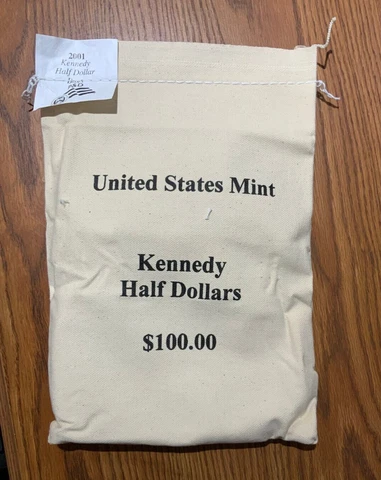 2001
Kennedy
Half Dollar
United States Mint
Kennedy
Half Dollars
$100.00